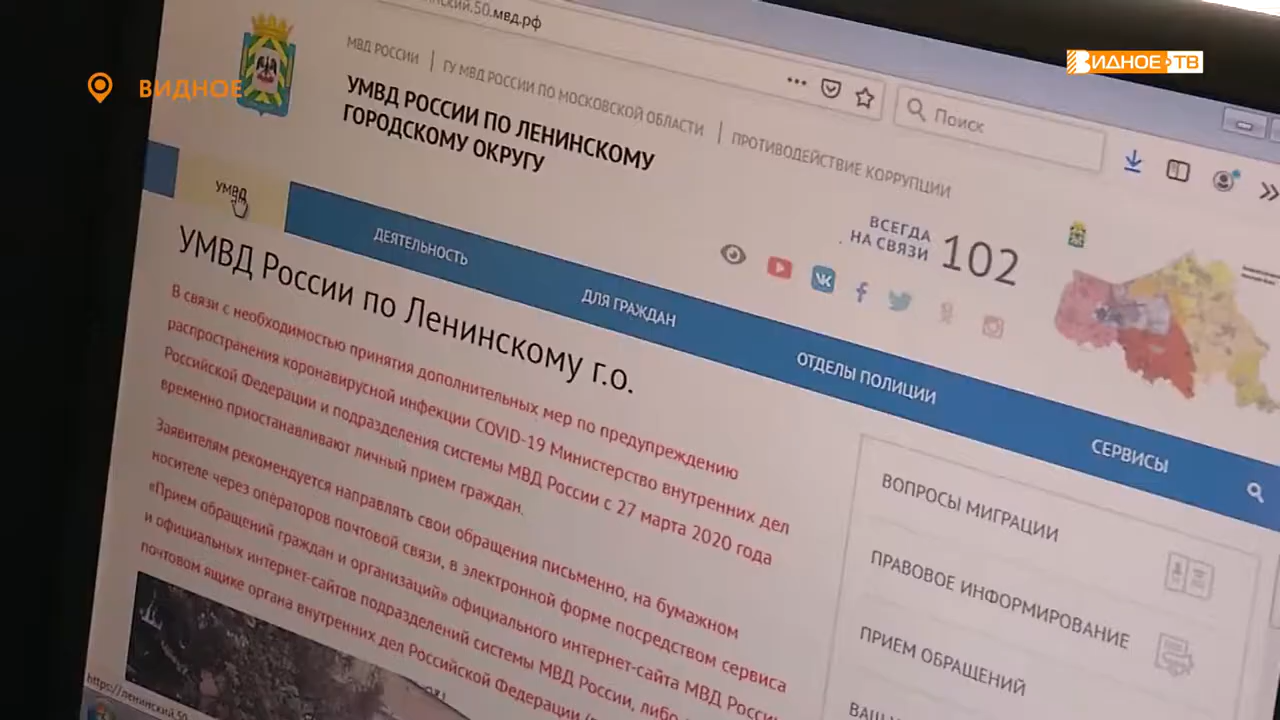 ленинский.50.мвд.рф
ВИДНОЕ
ВИДНОЕ ТВ
МВД РОССИИ
ГУ МВД РОССИИ ПО МОСКОВСКОЙ ОБЛАСТИ
ПРОТИВОДЕЙСТВИЕ КОРРУПЦИИ
Поиск
УМВД РОССИИ ПО ЛЕНИНСКОМУ
ГОРОДСКОМУ ОКРУГУ
ВСЕГДА
НА СВЯЗИ
102
УМВД
ДЕЯТЕЛЬНОСТЬ
ДЛЯ ГРАЖДАН
ОТДЕЛЫ ПОЛИЦИИ
СЕРВИСЫ
УМВД России по Ленинскому г.о.
В связи с необходимостью принятия дополнительных мер по предупреждению
распространения коронавирусной инфекции COVID-19 Министерство внутренних дел
Российской Федерации и подразделения системы МВД России с 27 марта 2020 года
временно приостанавливают личный прием граждан.
Заявителям рекомендуется направлять свои обращения письменно, на бумажном
носителе через операторов почтовой связи, в электронной форме посредством сервиса
«Прием обращений граждан и организаций» официального интернет-сайта МВД России
и официальных интернет-сайтов подразделений системы МВД России, либо
почтовом ящике органа внутренних дел Российской Федерации
ВОПРОСЫ МИГРАЦИИ
ПРАВОВОЕ ИНФОРМИРОВАНИЕ
ПРИЕМ ОБРАЩЕНИЙ
ВАШ
https://ленинский.50